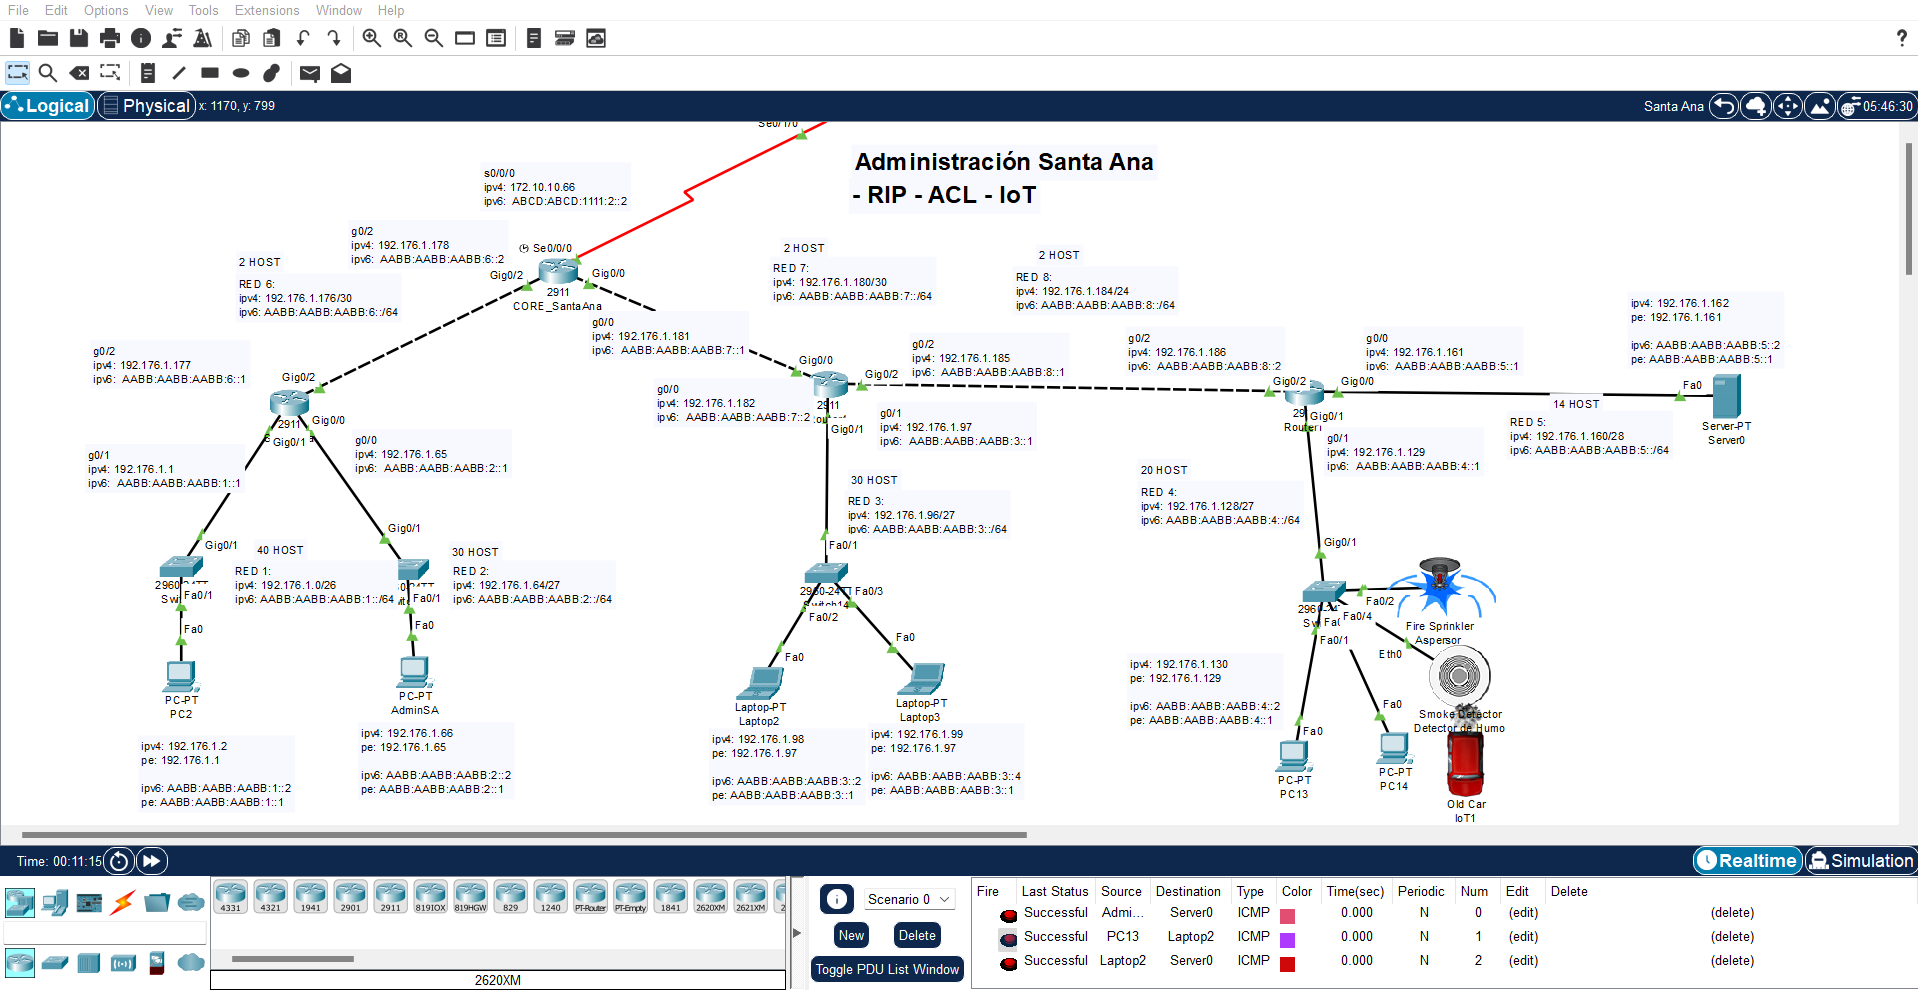 File Edit Options View Tools Extensions Window Help
?
Logical Physical x: 1170, y: 799
Santa Ana 05:46:30
Se0/1/0
Administración Santa Ana
- RIP - ACL - IoT
s0/0/0
ipv4: 172.10.10.66
ipv6: ABCD:ABCD:1111:2::2
g0/2
ipv4: 192.176.1.178
ipv6: AABB:AABB:AABB:6::2
Se0/0/0
Gig0/2
Gig0/0
2911
CORE_SantaAna
2 HOST
RED 6:
ipv4: 192.176.1.176/30
ipv6: AABB:AABB:AABB:6::/64
2 HOST
RED 7:
ipv4: 192.176.1.180/30
ipv6: AABB:AABB:AABB:7::/64
2 HOST
RED 8:
ipv4: 192.176.1.184/24
ipv6: AABB:AABB:AABB:8::/64
ipv4: 192.176.1.162
pe: 192.176.1.161
ipv6: AABB:AABB:AABB:5::2
pe: AABB:AABB:AABB:5::1
g0/0
ipv4: 192.176.1.181
ipv6: AABB:AABB:AABB:7::1
g0/2
ipv4: 192.176.1.177
ipv6: AABB:AABB:AABB:6::1
g0/2
ipv4: 192.176.1.185
ipv6: AABB:AABB:AABB:8::1
g0/2
ipv4: 192.176.1.186
ipv6: AABB:AABB:AABB:8::2
g0/0
ipv4: 192.176.1.161
ipv6: AABB:AABB:AABB:5::1
Gig0/2
2911
Gig0/0
Gig0/1
Gig0/0
Gig0/2
2911
Gig0/1
g0/0
ipv4: 192.176.1.182
ipv6: AABB:AABB:AABB:7::2
g0/1
ipv4: 192.176.1.97
ipv6: AABB:AABB:AABB:3::1
Gig0/2
Gig0/0
Gig0/1
Fa0
Server-PT
Server0
14 HOST
RED 5:
ipv4: 192.176.1.160/28
ipv6: AABB:AABB:AABB:5::/64
g0/1
ipv4: 192.176.1.129
ipv6: AABB:AABB:AABB:4::1
g0/1
ipv4: 192.176.1.1
ipv6: AABB:AABB:AABB:1::1
g0/0
ipv4: 192.176.1.65
ipv6: AABB:AABB:AABB:2::1
20 HOST
RED 4:
ipv4: 192.176.1.128/27
ipv6: AABB:AABB:AABB:4::/64
30 HOST
RED 3:
ipv4: 192.176.1.96/27
ipv6: AABB:AABB:AABB:3::/64
Gig0/1
40 HOST
RED 1:
ipv4: 192.176.1.0/26
ipv6: AABB:AABB:AABB:1::/64
Gig0/1
30 HOST
RED 2:
ipv4: 192.176.1.64/27
ipv6: AABB:AABB:AABB:2::/64
Fa0/1
Fa0
PC-PT
PC2
Fa0/1
Fa0
PC-PT
AdminSA
Fa0/1
Fa0/3
Fa0/2
Fa0
Laptop-PT
Laptop2
Fa0
Laptop-PT
Laptop3
Gig0/1
Fa0/2
Fa0/4
Fa0/1
Fire Sprinkler
Aspersor
Eth0
Smoke Detector
Detector de Humo
Fa0
PC-PT
PC13
Fa0
PC-PT
PC14
Old Car
IoT1
ipv4: 192.176.1.130
pe: 192.176.1.129
ipv6: AABB:AABB:AABB:4::2
pe: AABB:AABB:AABB:4::1
ipv4: 192.176.1.2
pe: 192.176.1.1
ipv6: AABB:AABB:AABB:1::2
pe: AABB:AABB:AABB:1::1
ipv4: 192.176.1.66
pe: 192.176.1.65
ipv6: AABB:AABB:AABB:2::2
pe: AABB:AABB:AABB:2::1
ipv4: 192.176.1.98
pe: 192.176.1.97
ipv6: AABB:AABB:AABB:3::2
pe: AABB:AABB:AABB:3::1
ipv4: 192.176.1.99
pe: 192.176.1.97
ipv6: AABB:AABB:AABB:3::4
pe: AABB:AABB:AABB:3::1
Time: 00:11:15
Realtime Simulation
4331 4321 1941 2901 2911 819IOX 819HGW 829 1240 PT-Router PT-Empty 1841 2620XM 2621XM
2620XM
Scenario 0
New Delete
Toggle PDU List Window
Fire Last Status Source Destination Type Color Time(sec) Periodic Num Edit Delete
Successful Admi... Server0 ICMP 0.000 N 0 (edit) (delete)
Successful PC13 Laptop2 ICMP 0.000 N 1 (edit) (delete)
Successful Laptop2 Server0 ICMP 0.000 N 2 (edit) (delete)